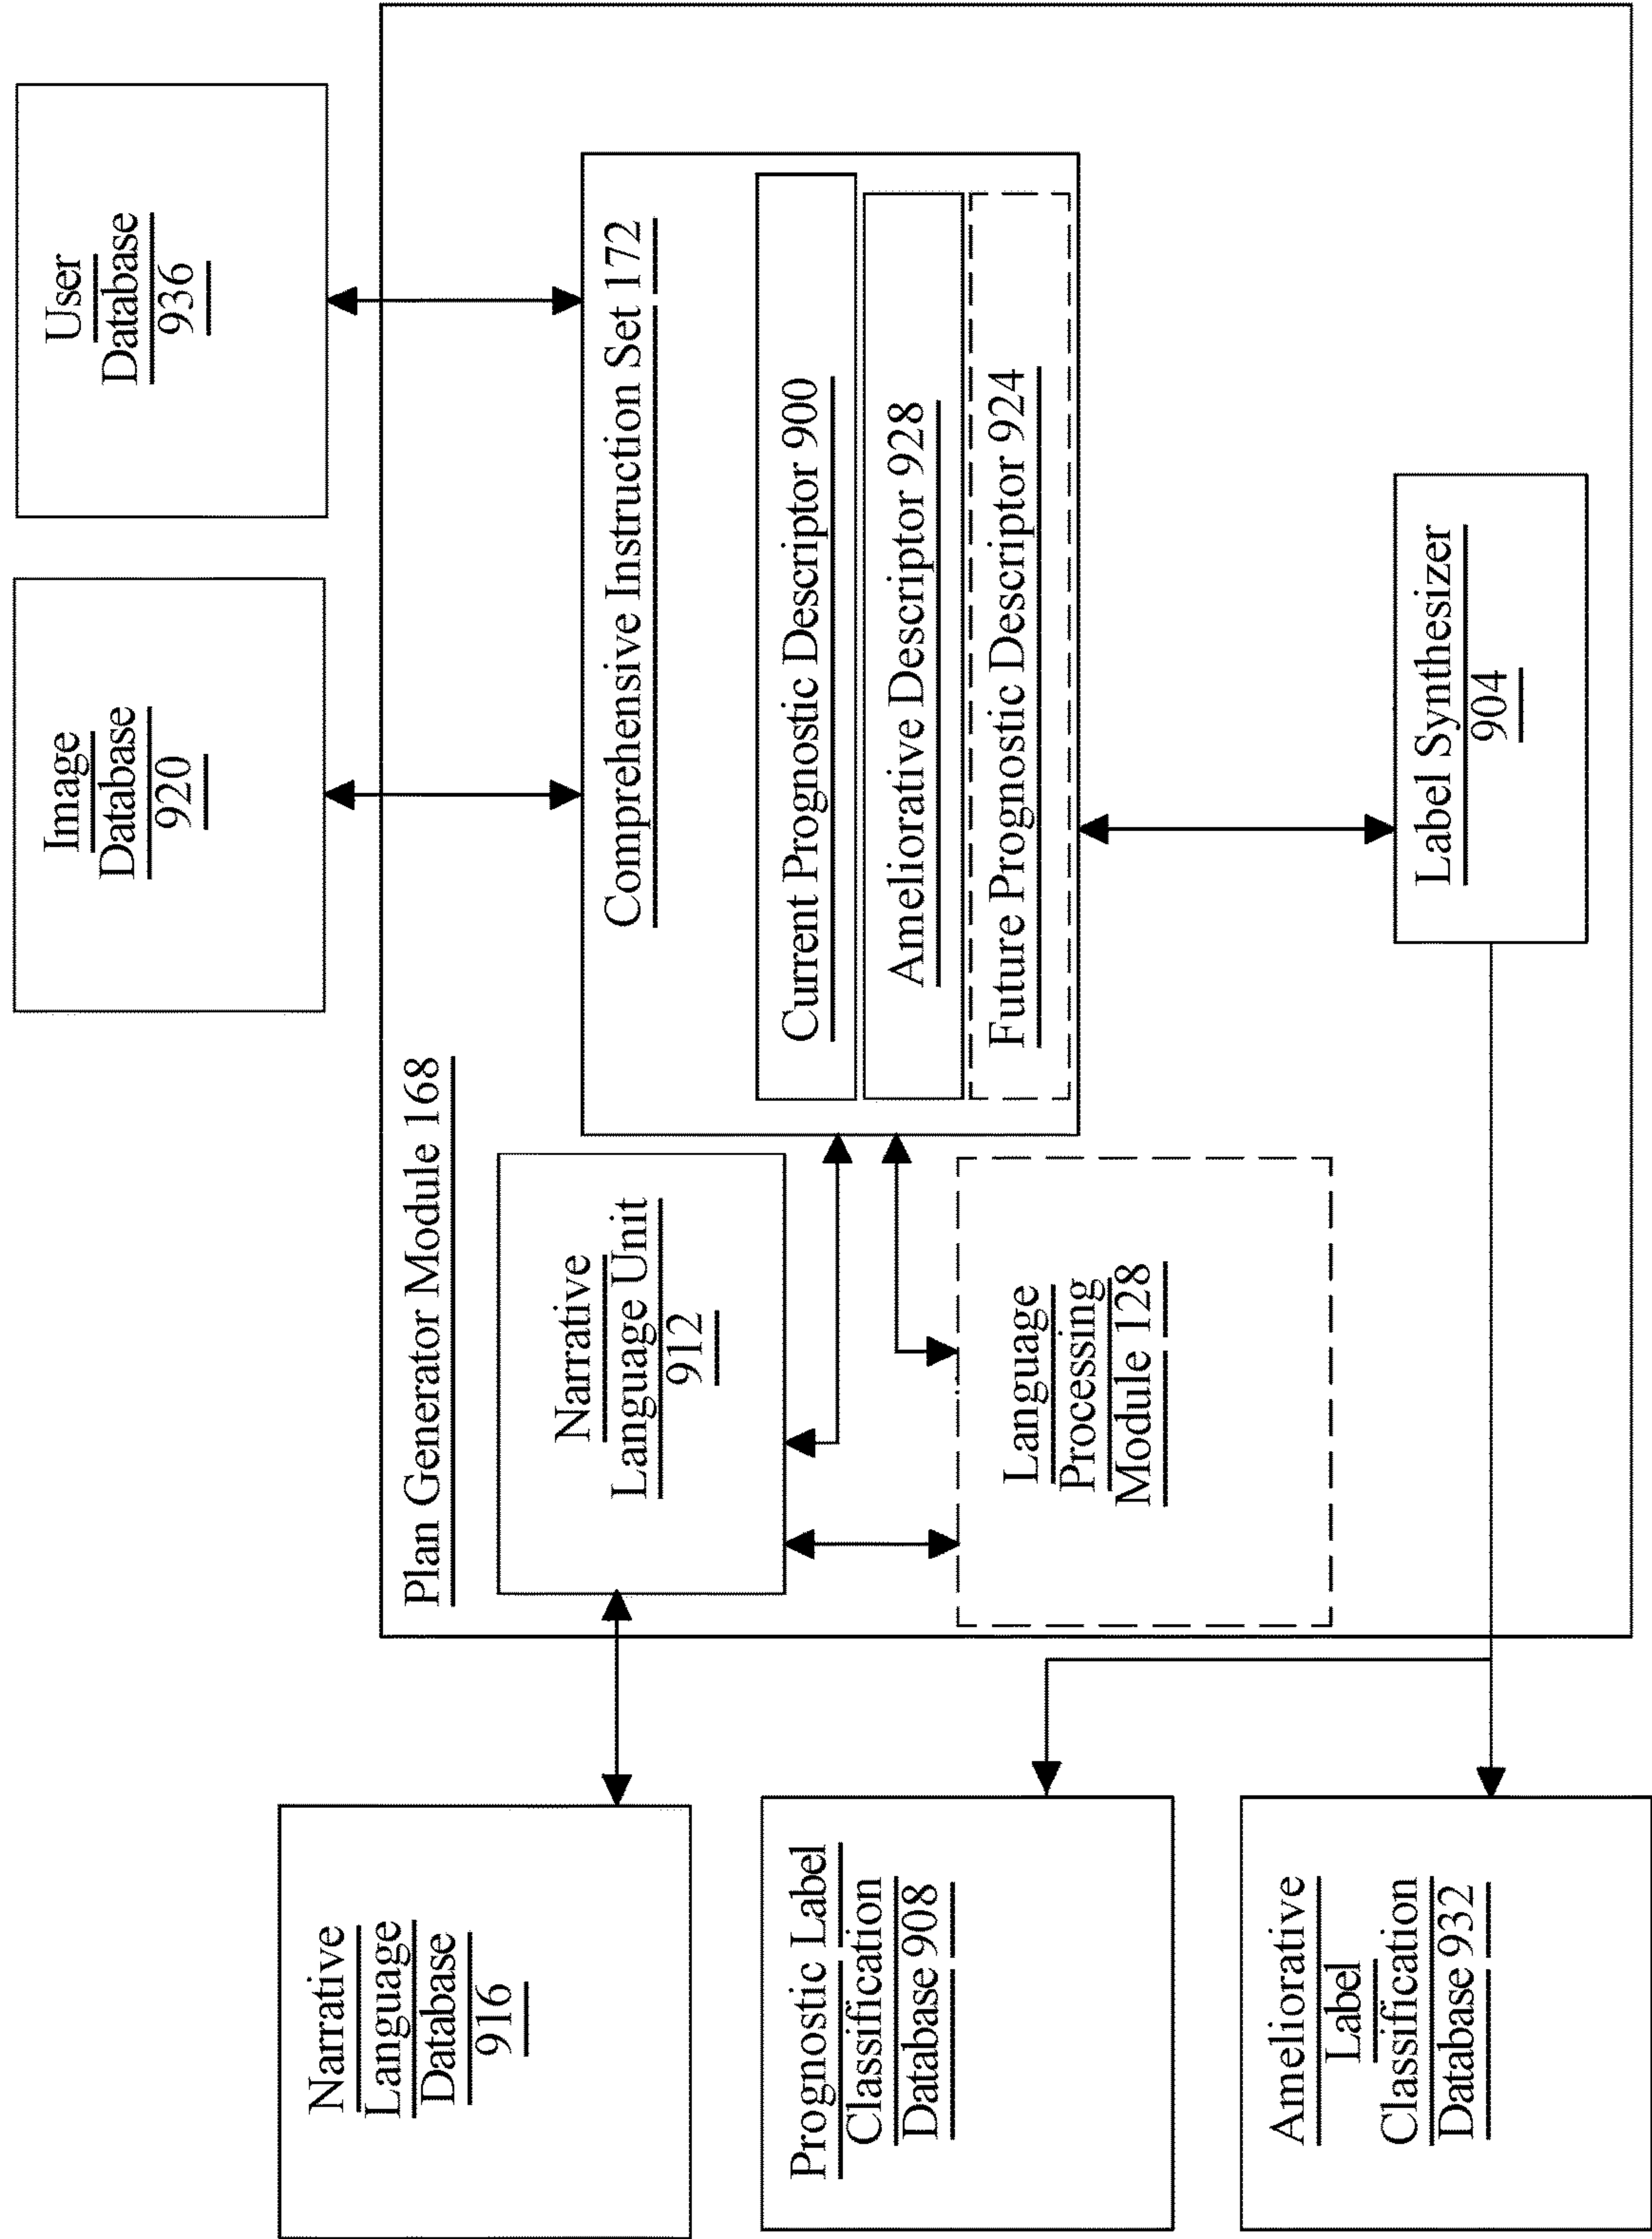 Narrative
Language
Database
916
Prognostic Label
Classification
Database 908
Ameliorative
Label
Classification
Database 932
Plan Generator Module 168
Narrative
Language Unit
912
Language
Processing
Module 128
Image
Database
920
User
Database
936
Comprehensive Instruction Set 172
Current Prognostic Descriptor 900
Ameliorative Descriptor 928
Future Prognostic Descriptor 924
Label Synthesizer
904